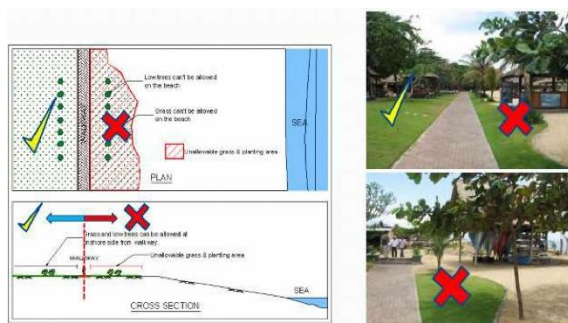 Low trees can't be allowed
on the beach
Grass can't be allowed
on the beach
SEA
Unallowable grass & planting area
PLAN
Grass and low trees can be allowed at
inshore side from walkway.
WALKWAY
Unallowable grass & planting area
SEA
CROSS SECTION